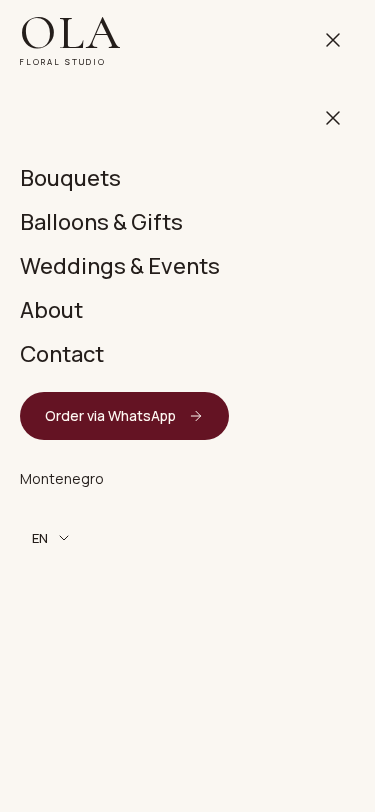 OLA
FLORAL STUDIO
Bouquets
Balloons & Gifts
Weddings & Events
About
Contact
Order via WhatsApp
Montenegro
EN